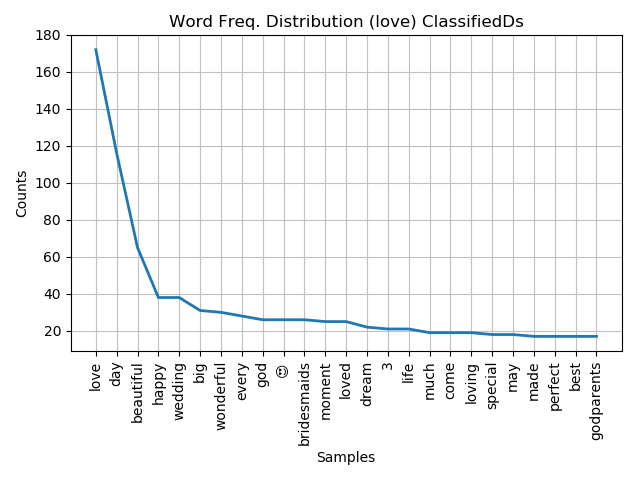 Word Freq. Distribution (love) ClassifiedDs
180
160
140
120
100
80
60
40
20
Counts
love
day
beautiful
happy
wedding
big
wonderful
every
god
😍
bridesmaids
moment
loved
dream
3
life
much
come
loving
special
may
made
perfect
best
godparents
Samples